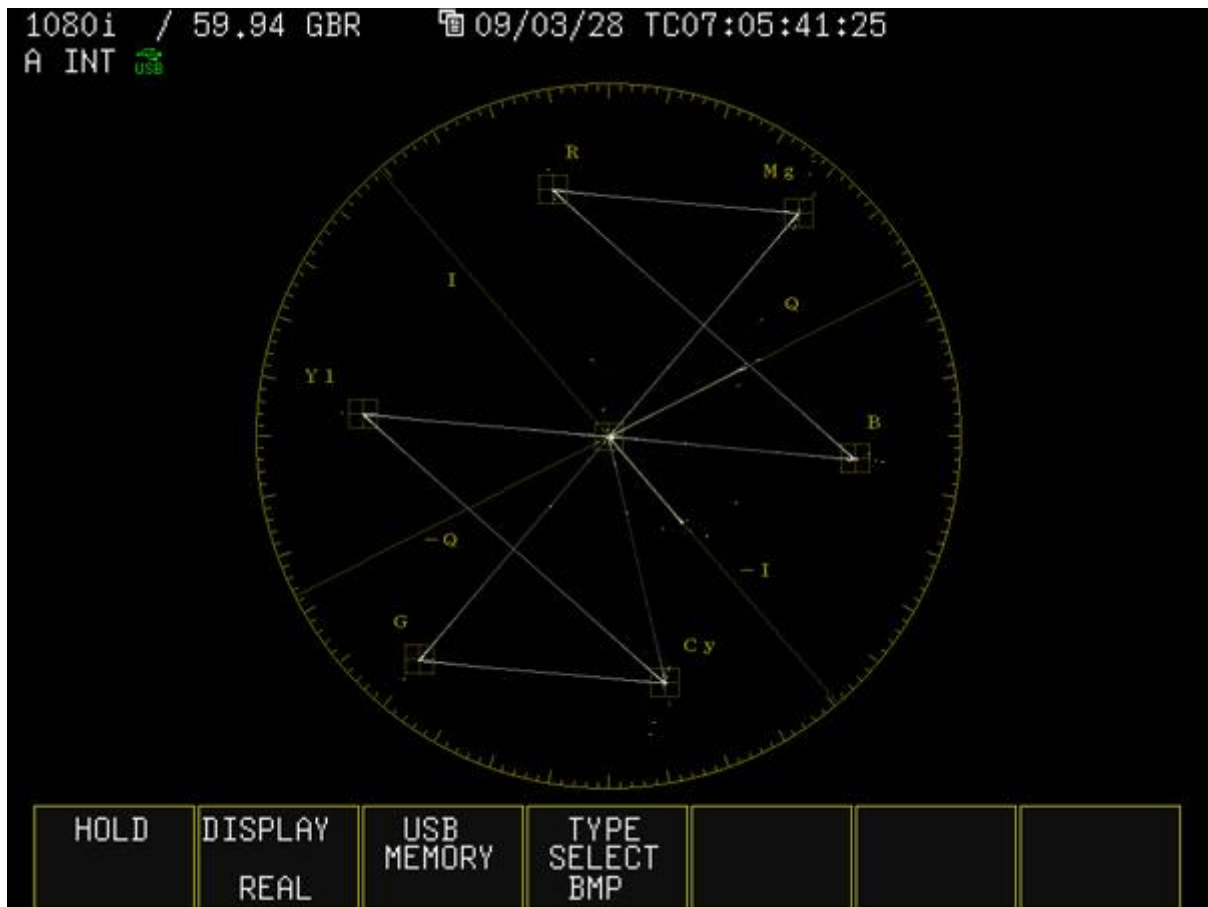 1080i / 59.94 GBR 09/03/28 TC07:05:41:25
A INT USB
R
Mg
I
Q
Yl
B
-Q
-I
G
Cy
HOLD
DISPLAY
REAL
USB
MEMORY
TYPE
SELECT
BMP